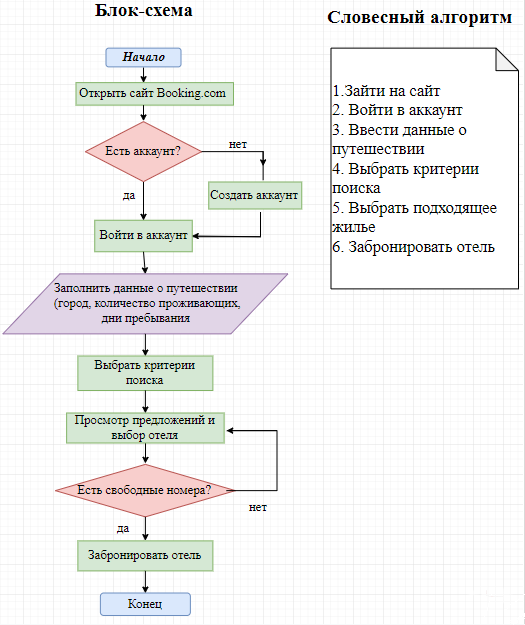 Блок-схема
Начало
Открыть сайт Booking.com
Есть аккаунт?
нет
да
Создать аккаунт
Войти в аккаунт
Заполнить данные о путешествии
(город, количество проживающих,
дни пребывания
Выбрать критерии
поиска
Просмотр предложений и
выбор отеля
Есть свободные номера?
нет
да
Забронировать отель
Конец
Словесный алгоритм
1.Зайти на сайт
2. Войти в аккаунт
3. Ввести данные о
путешествии
4. Выбрать критерии
поиска
5. Выбрать подходящее
жилье
6. Забронировать отель